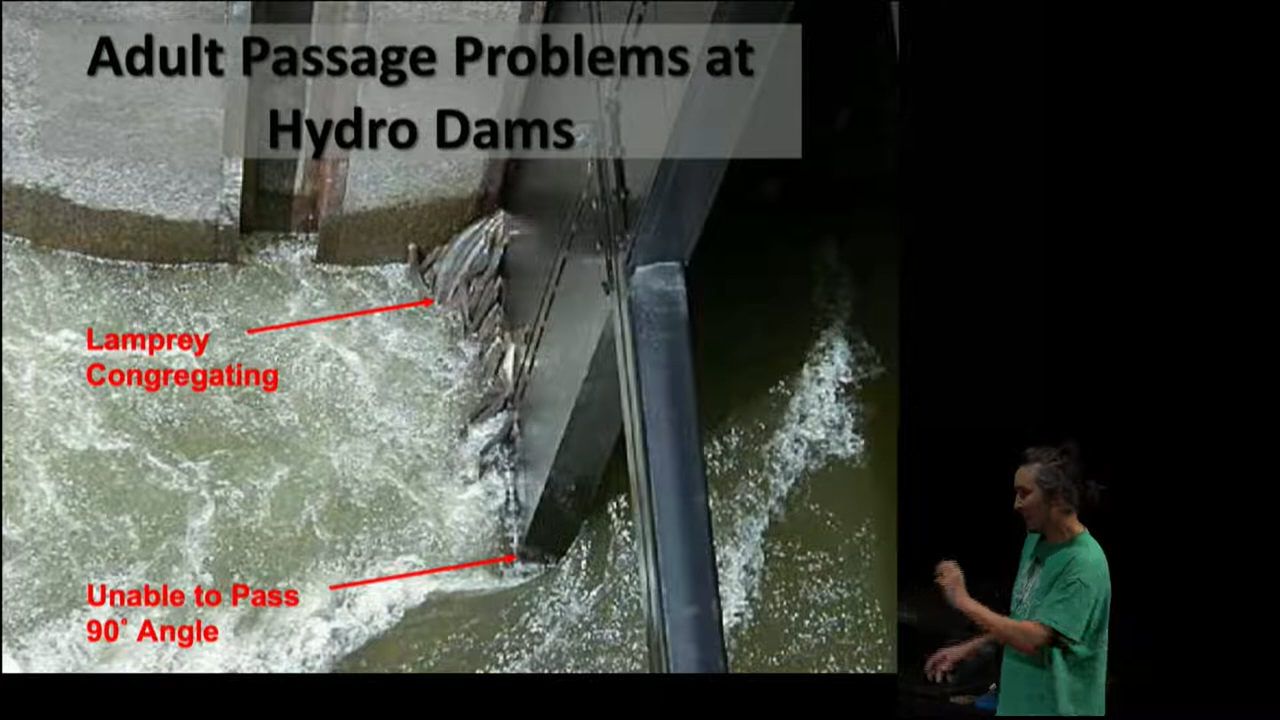 Adult Passage Problems at
Hydro Dams
Lamprey
Congregating
Unable to Pass
90˚ Angle